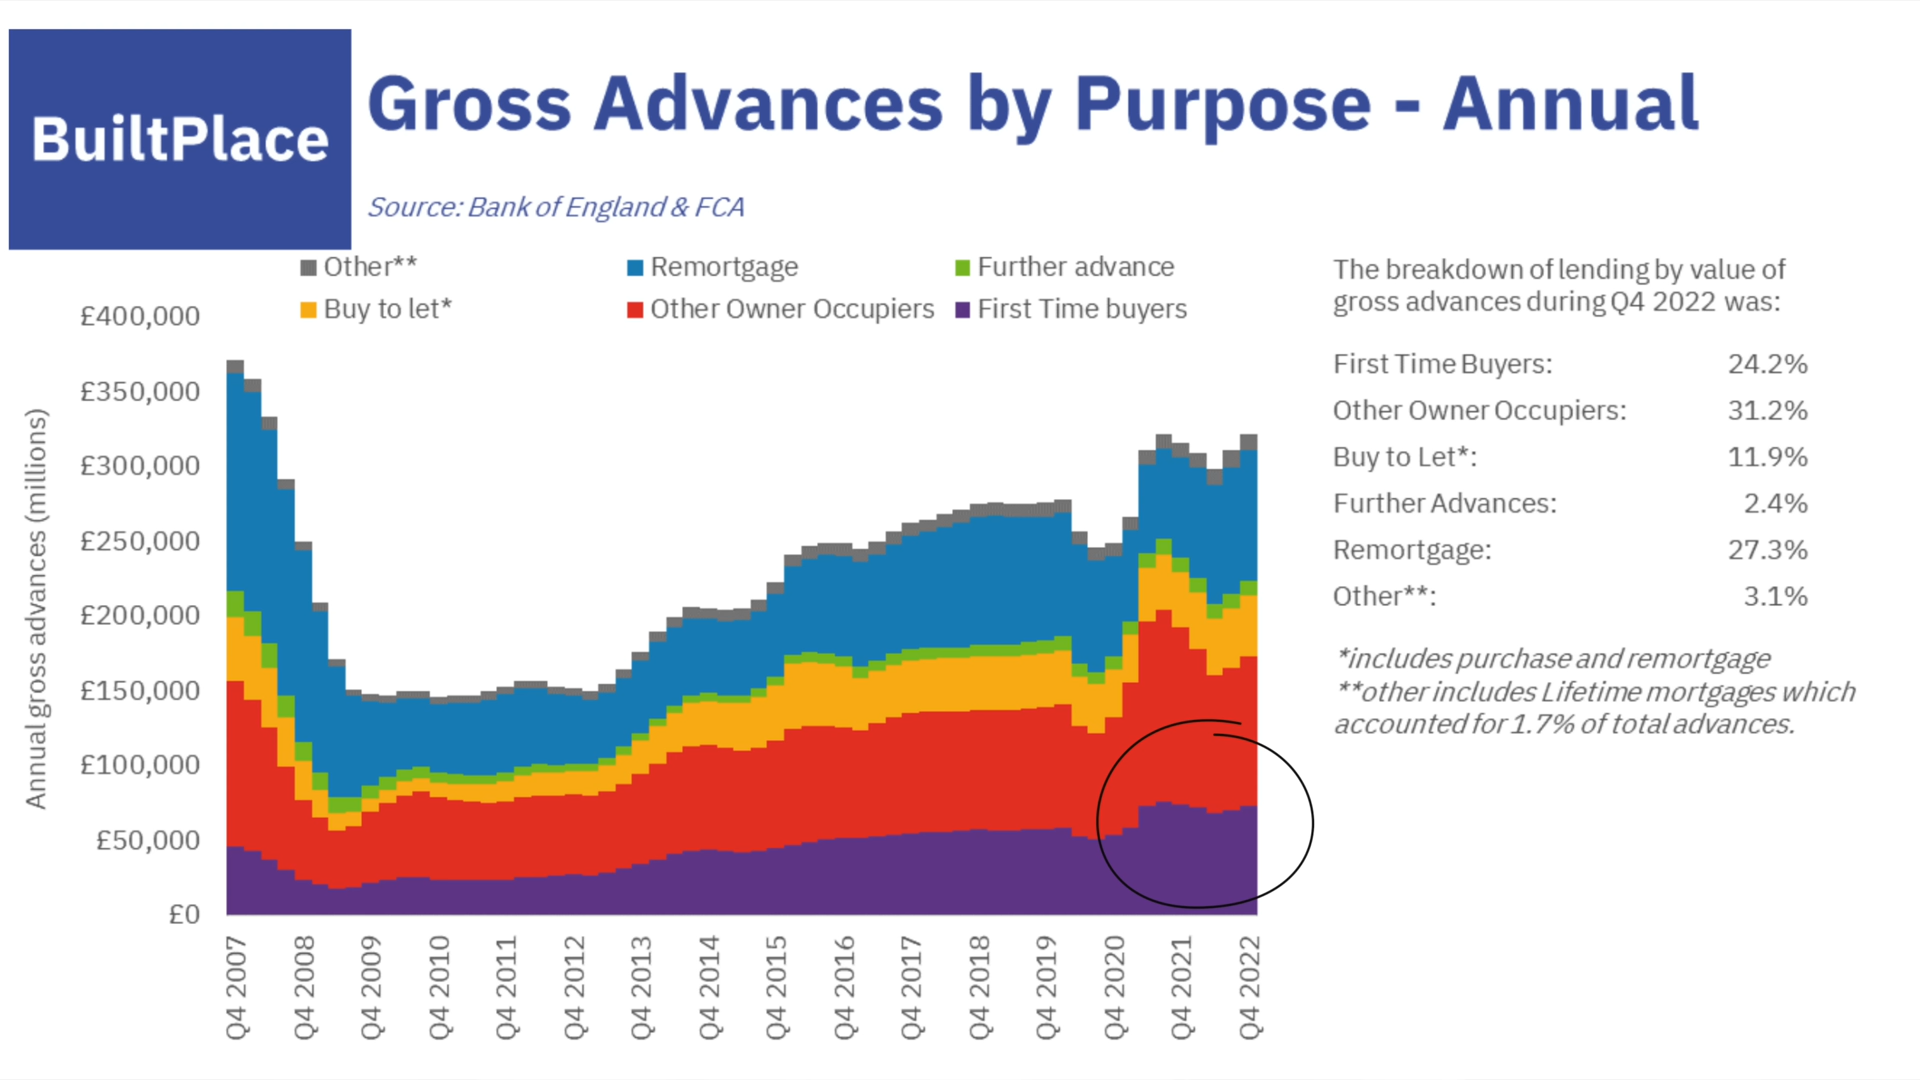 BuiltPlace
Gross Advances by Purpose - Annual
Source: Bank of England & FCA
Other**
Remortgage
Further advance
Buy to let*
Other Owner Occupiers
First Time buyers
Annual gross advances (millions)
£400,000
£350,000
£300,000
£250,000
£200,000
£150,000
£100,000
£50,000
£0
Q4 2007
Q4 2008
Q4 2009
Q4 2010
Q4 2011
Q4 2012
Q4 2013
Q4 2014
Q4 2015
Q4 2016
Q4 2017
Q4 2018
Q4 2019
Q4 2020
Q4 2021
Q4 2022
The breakdown of lending by value of
gross advances during Q4 2022 was:
First Time Buyers: 24.2%
Other Owner Occupiers: 31.2%
Buy to Let*: 11.9%
Further Advances: 2.4%
Remortgage: 27.3%
Other**: 3.1%
*includes purchase and remortgage
**other includes Lifetime mortgages which
accounted for 1.7% of total advances.